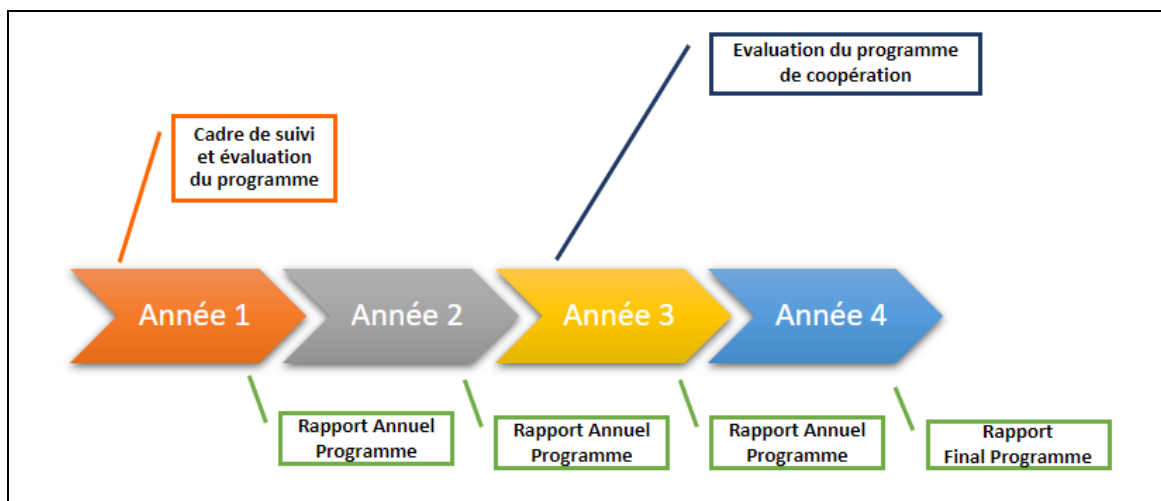 Evaluation du programme
de coopération
Cadre de suivi
et évaluation
du programme
Année 1
Année 2
Année 3
Année 4
Rapport Annuel
Programme
Rapport Annuel
Programme
Rapport Annuel
Programme
Rapport
Final Programme